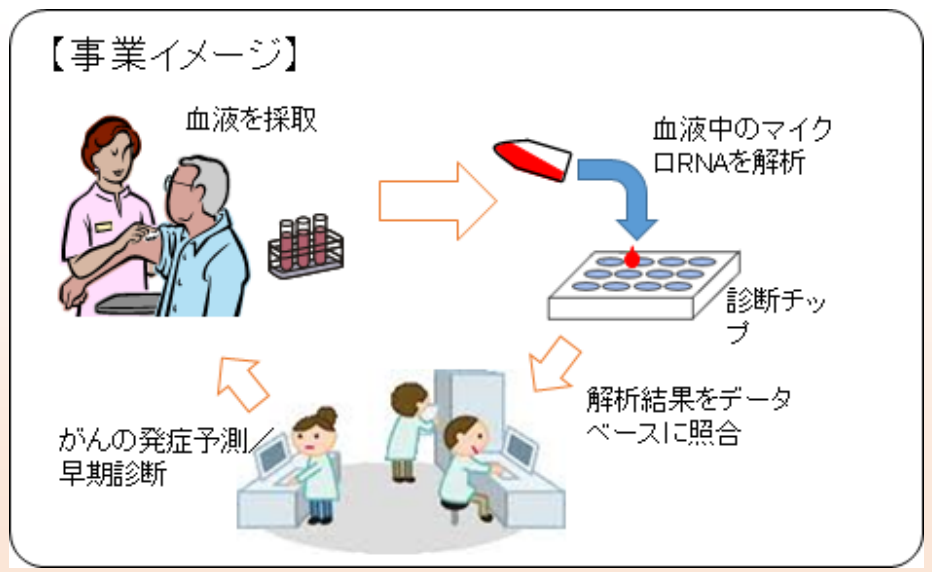 【事業イメージ】
血液を採取
血液中のマイク
ロRNAを解析
診断チッ
プ
解析結果をデータ
ベースに照合
がんの発症予測／
早期診断